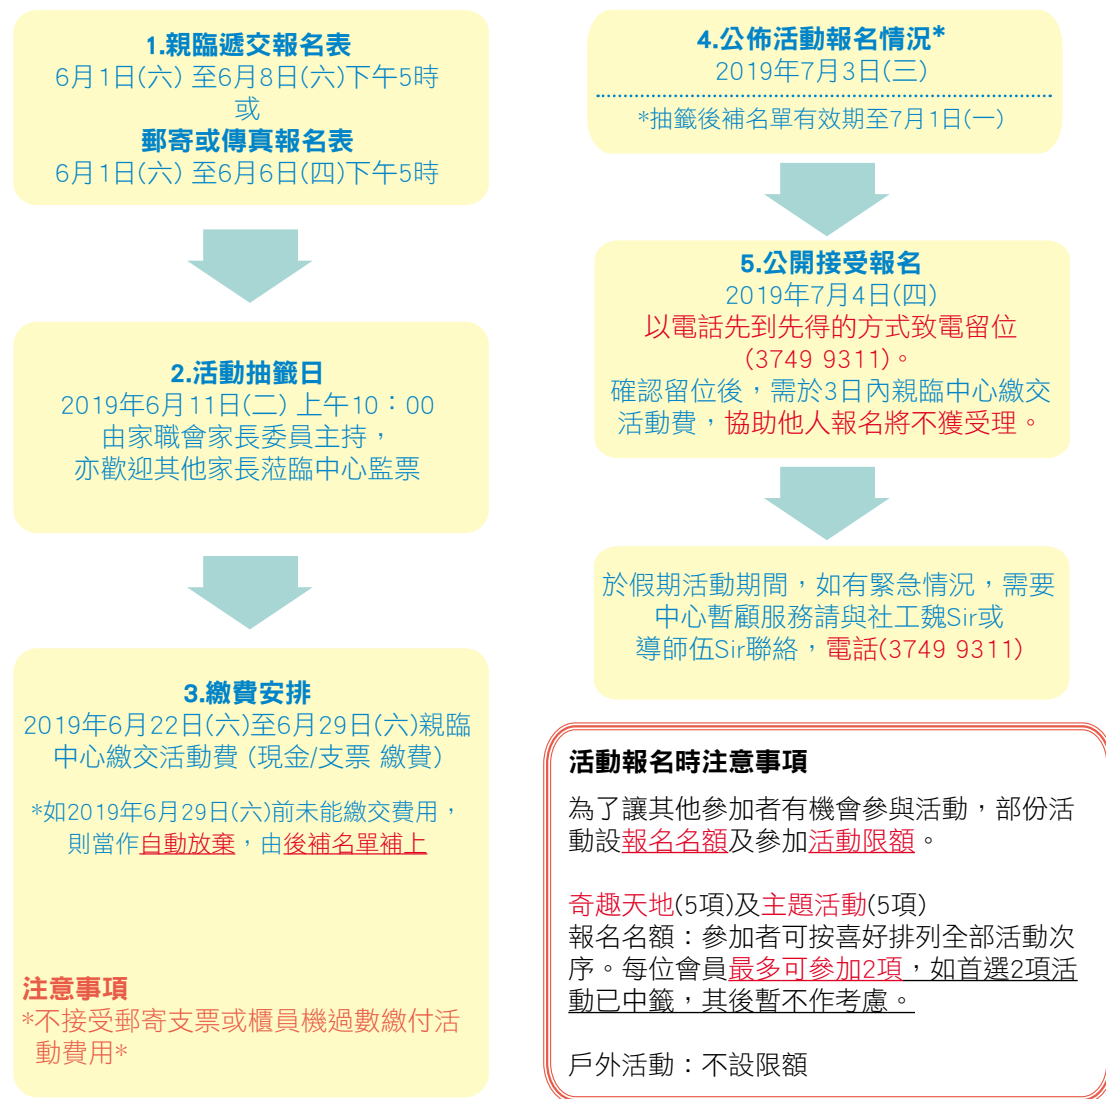 1.親臨遞交報名表
6月1日(六) 至6月8日(六)下午5時
或
郵寄或傳真報名表
6月1日(六) 至6月6日(四)下午5時
2.活動抽籤日
2019年6月11日(二) 上午10：00
由家職會家長委員主持，
亦歡迎其他家長蒞臨中心監票
3.繳費安排
2019年6月22日(六)至6月29日(六)親臨
中心繳交活動費 (現金/支票 繳費)
*如2019年6月29日(六)前未能繳交費用，
則當作自動放棄，由後補名單補上
注意事項
*不接受郵寄支票或櫃員機過數繳付活
動費用*
4.公佈活動報名情況*
2019年7月3日(三)
*抽籤後補名單有效期至7月1日(一)
5.公開接受報名
2019年7月4日(四)
以電話先到先得的方式致電留位
(3749 9311)。
確認留位後，需於3日內親臨中心繳交
活動費，協助他人報名將不獲受理。
於假期活動期間，如有緊急情況，需要
中心暫顧服務請與社工魏Sir或
導師伍Sir聯絡，電話(3749 9311)
活動報名時注意事項
為了讓其他參加者有機會參與活動，部份活
動設報名名額及參加活動限額。
奇趣天地(5項)及主題活動(5項)
報名名額：參加者可按喜好排列全部活動次
序。每位會員最多可參加2項，如首選2項活
動已中籤，其後暫不作考慮。
戶外活動：不設限額